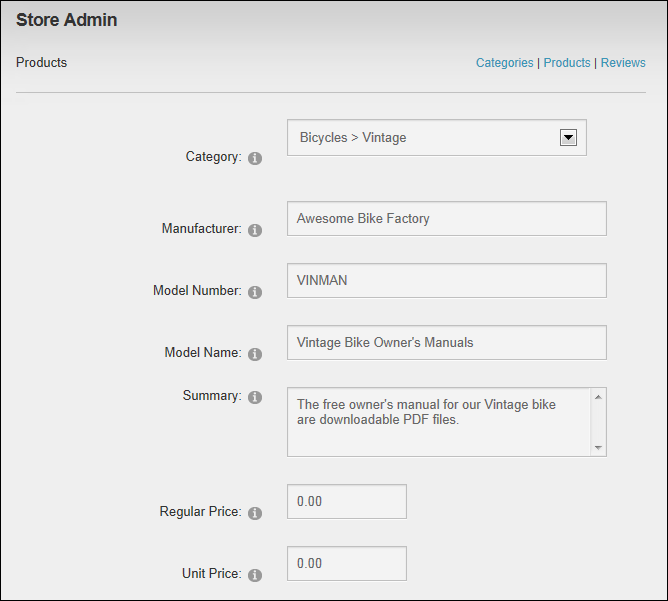 Store Admin
Products
Categories | Products | Reviews
Category:
Bicycles > Vintage
Manufacturer:
Awesome Bike Factory
Model Number:
VINMAN
Model Name:
Vintage Bike Owner's Manuals
Summary:
The free owner's manual for our Vintage bike
are downloadable PDF files.
Regular Price:
0.00
Unit Price:
0.00